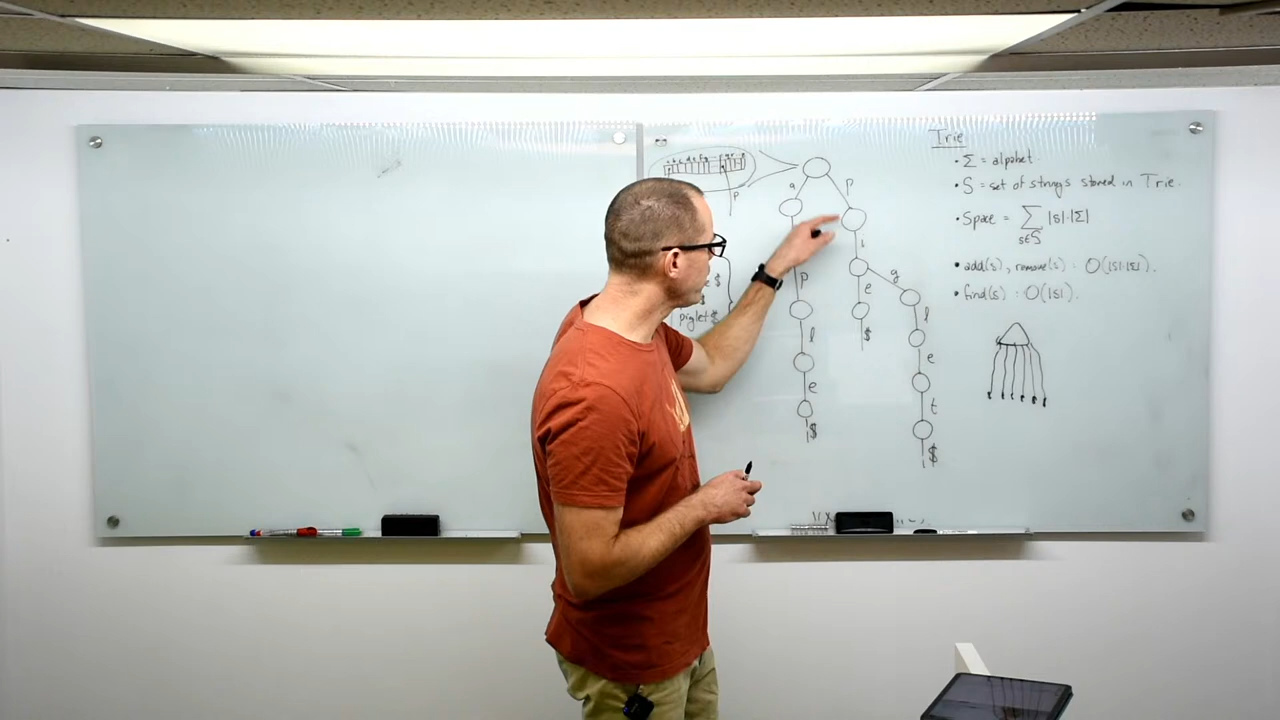 Trie
• Σ = alphabet.
• S = set of strings stored in Trie.
• Space = Σ |s|·|Σ|
s∈S
• add(s), remove(s) : O(|s|·|Σ|).
• find(s) : O(|s|).
a
p
p
i
p
e
g
$
l
l
e
e
t
$
$
e $
$
piglet $